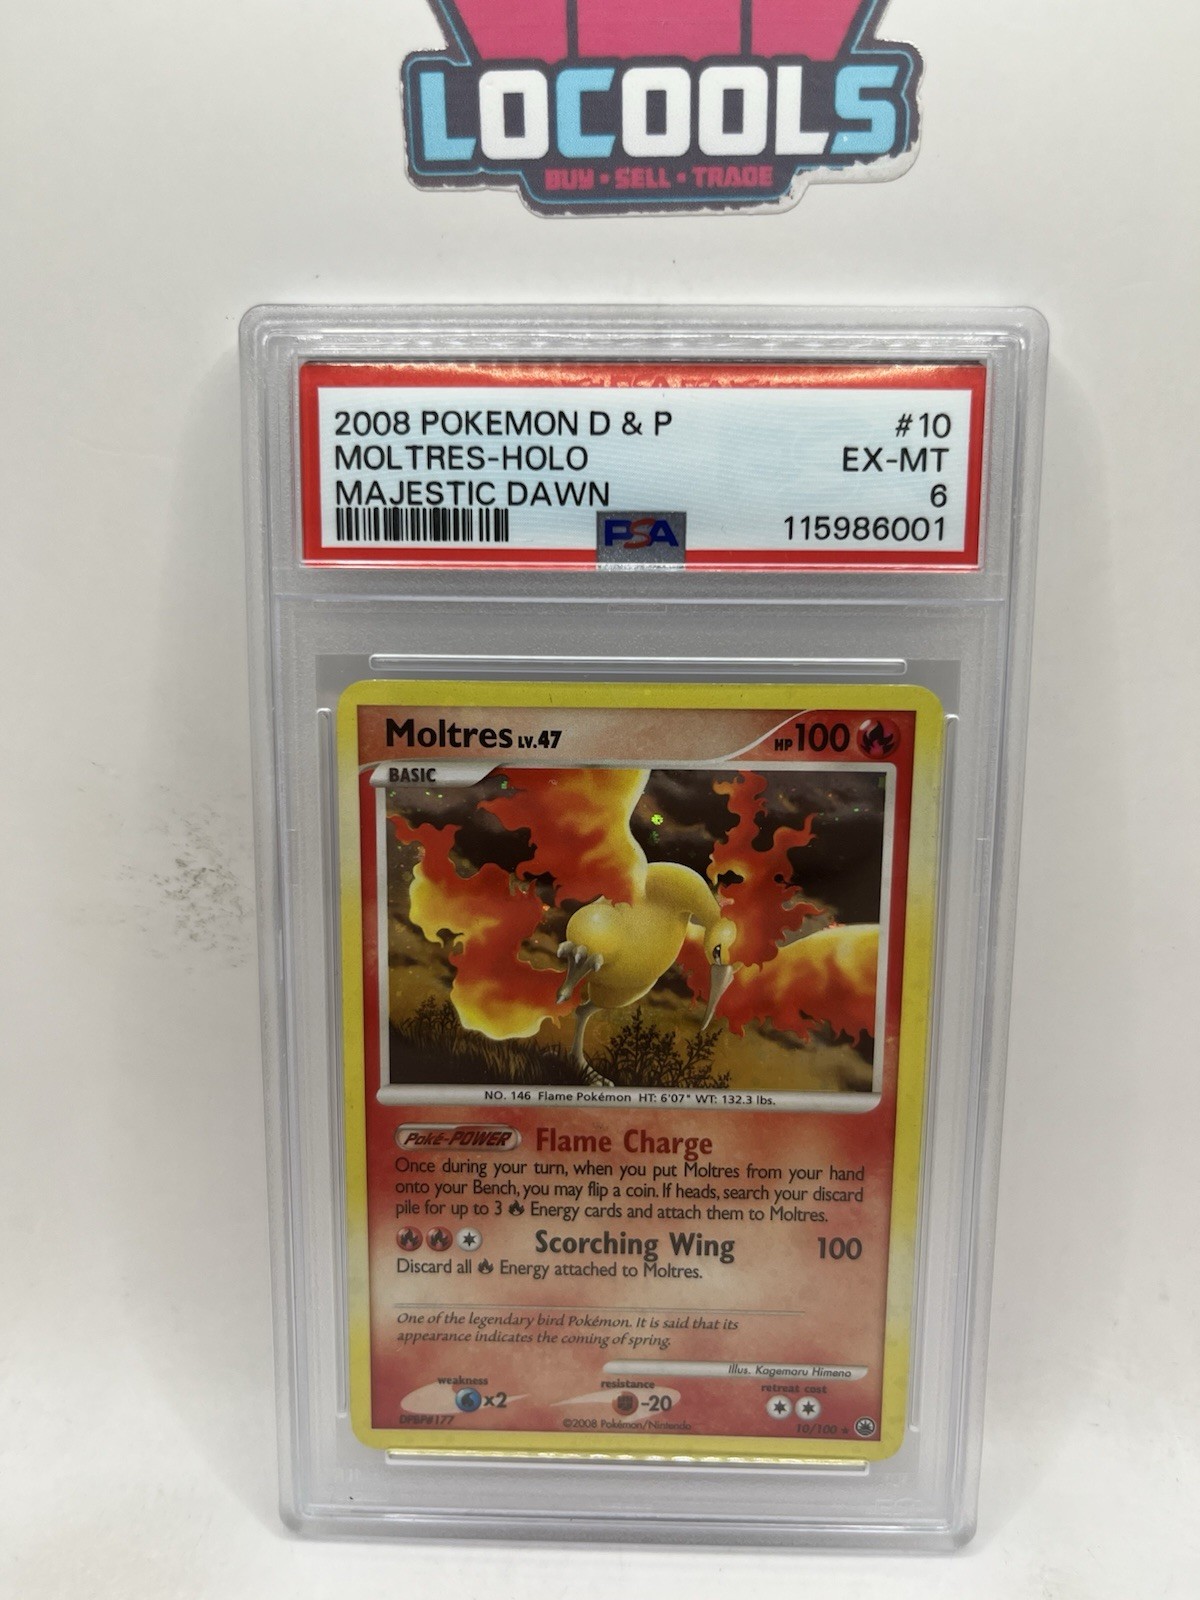 LOCOOLS
BUY • SELL • TRADE
2008 POKEMON D & P #10
MOLTRES-HOLO EX-MT
MAJESTIC DAWN 6
PSA 115986001
Moltres LV.47 HP 100
BASIC
NO. 146 Flame Pokémon HT: 6'07" WT: 132.3 lbs.
Poké-POWER Flame Charge
Once during your turn, when you put Moltres from your hand
onto your Bench, you may flip a coin. If heads, search your discard
pile for up to 3 Energy cards and attach them to Moltres.
Scorching Wing 100
Discard all Energy attached to Moltres.
One of the legendary bird Pokémon. It is said that its
appearance indicates the coming of spring.
Illus. Kagemaru Himeno
weakness resistance retreat cost
x2 -20
DPBP#177 ©2008 Pokémon/Nintendo 10/100 ★